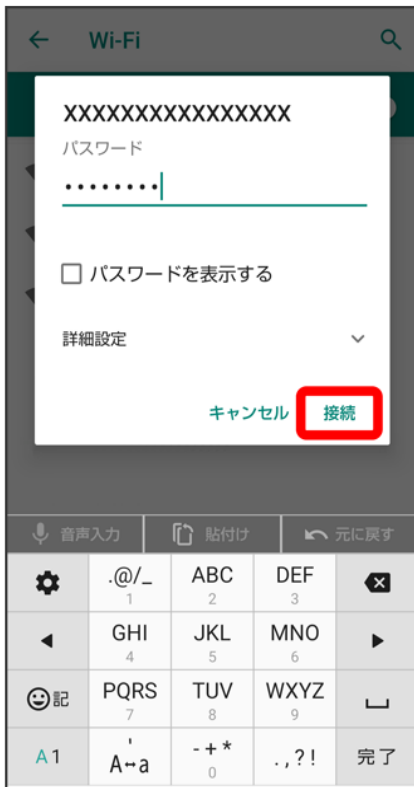 Wi-Fi
XXXXXXXXXXXXXXXX
パスワード
••••••••
パスワードを表示する
詳細設定
キャンセル 接続
音声入力 貼付け 元に戻す
.@/_ ABC DEF
1 2 3
GHI JKL MNO
4 5 6
記 PQRS TUV WXYZ
7 8 9
A1 ' - + * .,?! 完了
A↔a 0